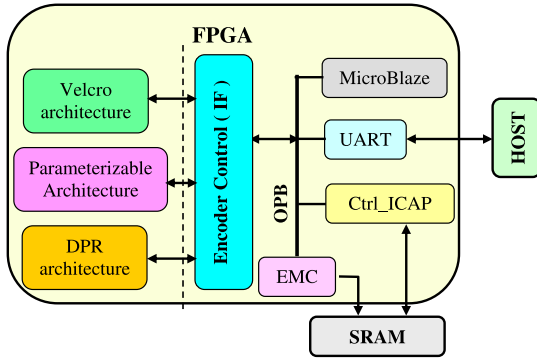 FPGA
Velcro
architecture
Parameterizable
Architecture
DPR
architecture
Encoder Control ( IF )
OPB
MicroBlaze
UART
Ctrl_ICAP
EMC
HOST
SRAM